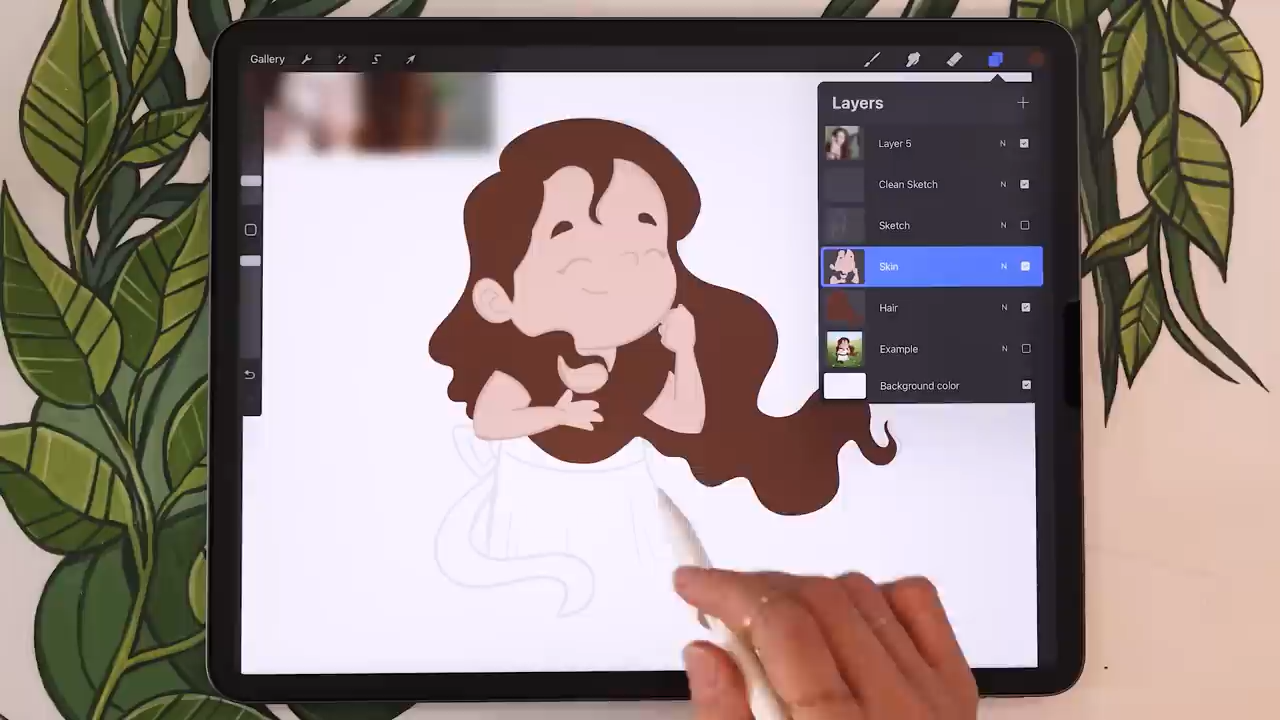 Gallery
Layers
Layer 5 N
Clean Sketch N
Sketch N
Skin N
Hair N
Example N
Background color